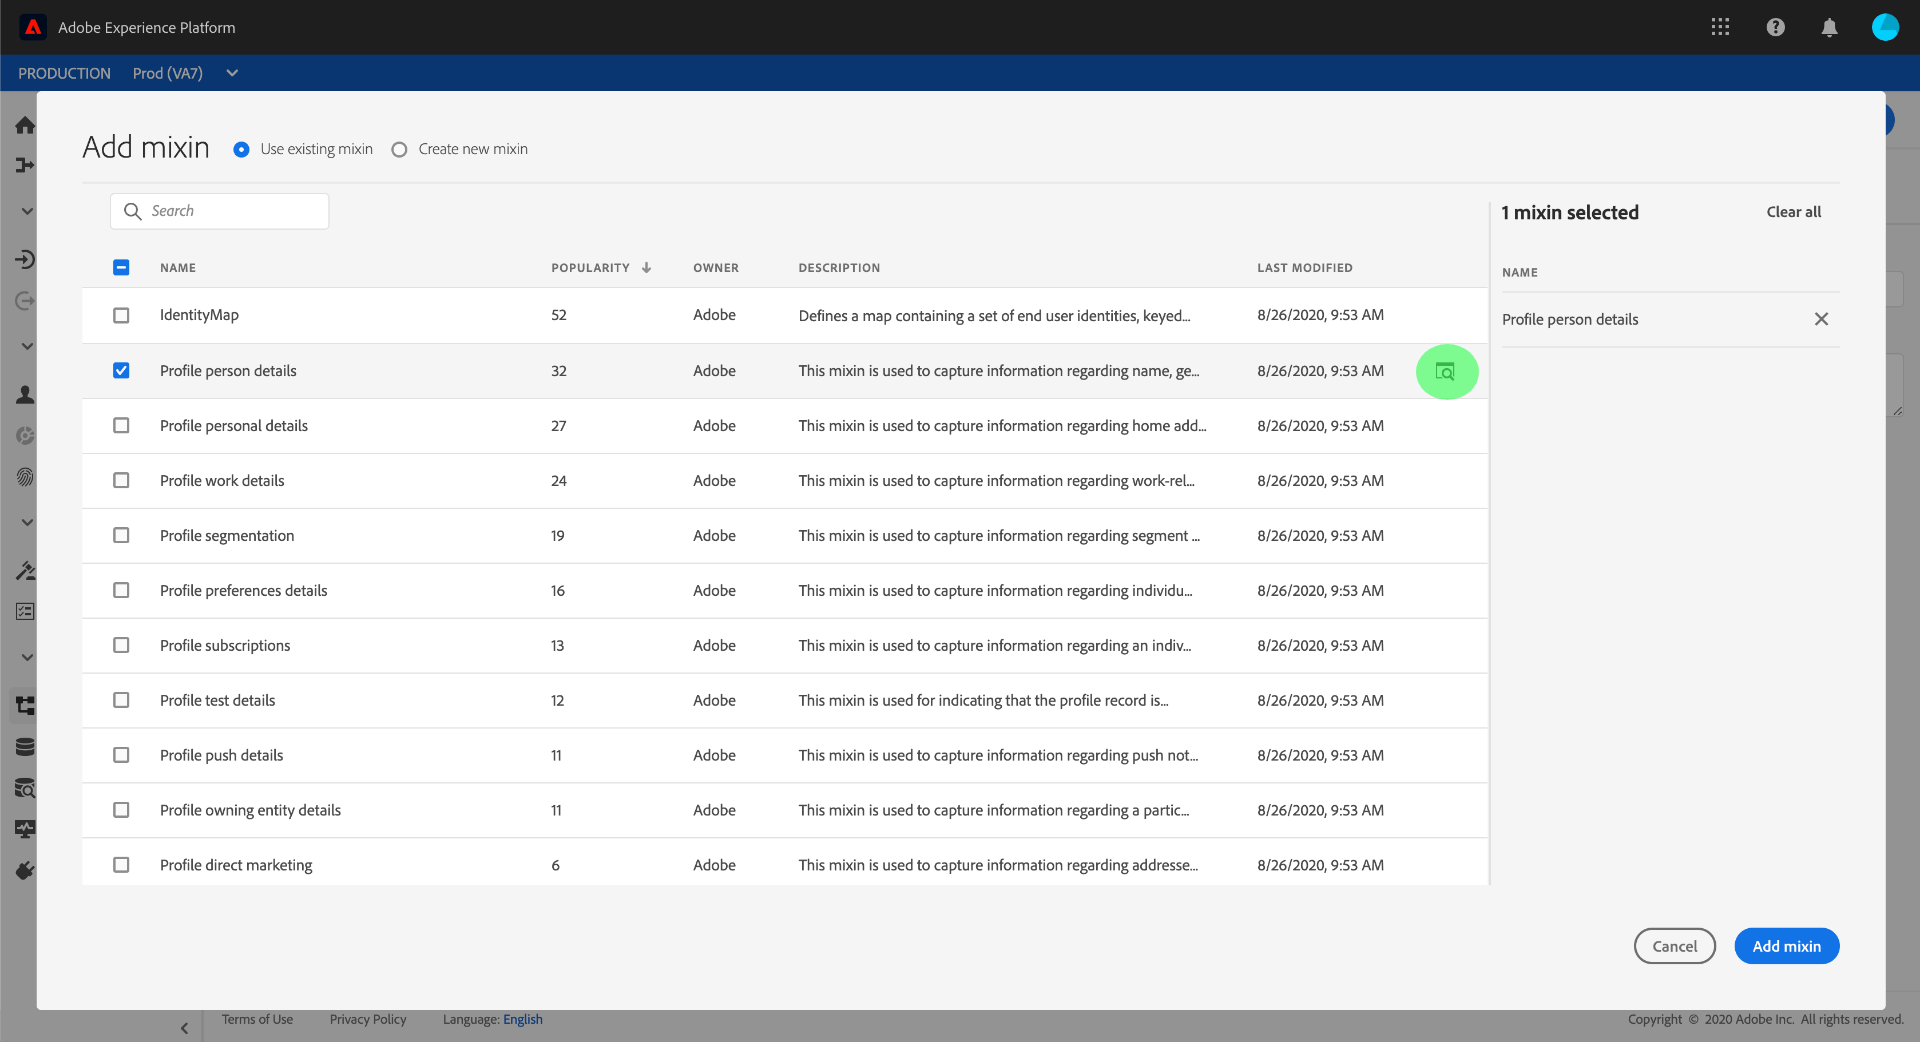 Adobe Experience Platform
PRODUCTION Prod (VA7)
Add mixin Use existing mixin Create new mixin
Search
1 mixin selected Clear all
NAME POPULARITY OWNER DESCRIPTION LAST MODIFIED
NAME
IdentityMap 52 Adobe Defines a map containing a set of end user identities, keyed... 8/26/2020, 9:53 AM
Profile person details
Profile person details 32 Adobe This mixin is used to capture information regarding name, ge... 8/26/2020, 9:53 AM
Profile personal details 27 Adobe This mixin is used to capture information regarding home add... 8/26/2020, 9:53 AM
Profile work details 24 Adobe This mixin is used to capture information regarding work-rel... 8/26/2020, 9:53 AM
Profile segmentation 19 Adobe This mixin is used to capture information regarding segment ... 8/26/2020, 9:53 AM
Profile preferences details 16 Adobe This mixin is used to capture information regarding individu... 8/26/2020, 9:53 AM
Profile subscriptions 13 Adobe This mixin is used to capture information regarding an indiv... 8/26/2020, 9:53 AM
Profile test details 12 Adobe This mixin is used for indicating that the profile record is... 8/26/2020, 9:53 AM
Profile push details 11 Adobe This mixin is used to capture information regarding push not... 8/26/2020, 9:53 AM
Profile owning entity details 11 Adobe This mixin is used to capture information regarding a partic... 8/26/2020, 9:53 AM
Profile direct marketing 6 Adobe This mixin is used to capture information regarding addresse... 8/26/2020, 9:53 AM
Cancel Add mixin
Terms of Use Privacy Policy Language: English Copyright © 2020 Adobe Inc. All rights reserved.